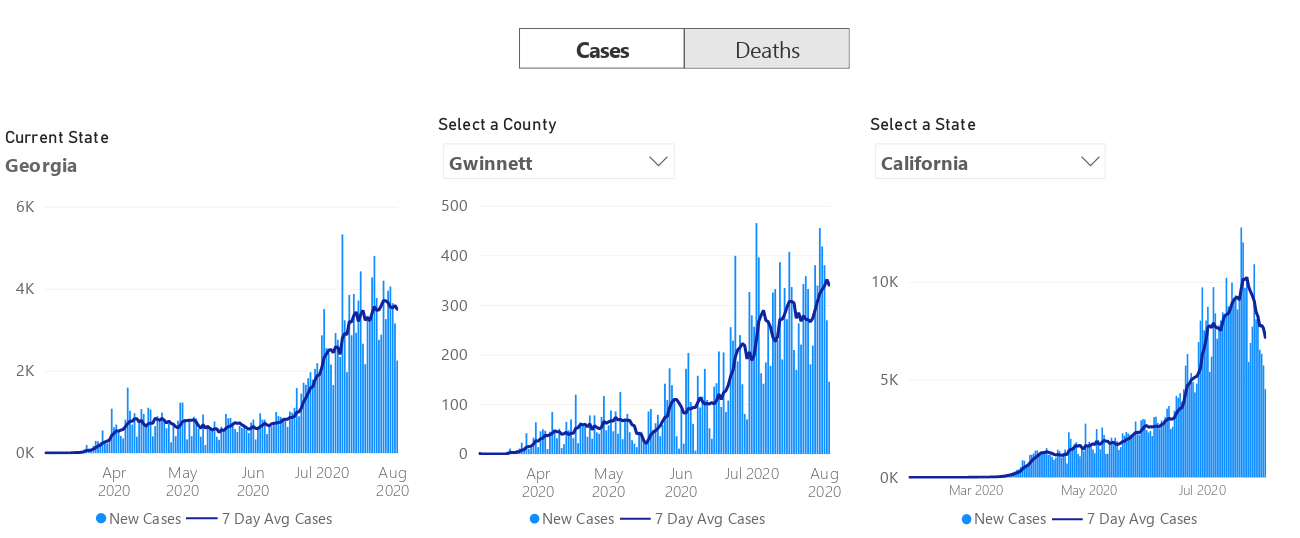 Cases Deaths
Current State
Georgia
6K
4K
2K
0K
Apr 2020
May 2020
Jun 2020
Jul 2020
Aug 2020
New Cases 7 Day Avg Cases
Select a County
Gwinnett
500
400
300
200
100
0
Apr 2020
May 2020
Jun 2020
Jul 2020
Aug 2020
New Cases 7 Day Avg Cases
Select a State
California
10K
5K
0K
Mar 2020
May 2020
Jul 2020
New Cases 7 Day Avg Cases